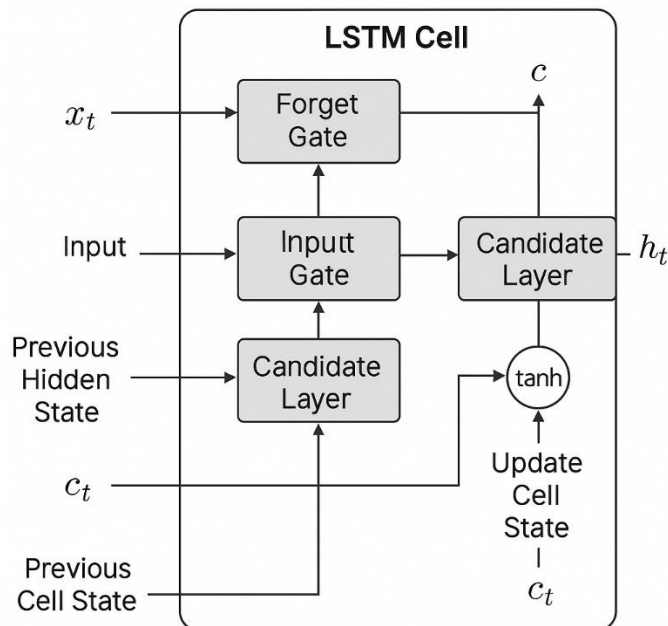 LSTM Cell
c
x_t
Forget
Gate
Input
Input
Gate
Candidate
Layer
h_t
Previous
Hidden
State
Candidate
Layer
tanh
c_t
Update
Cell
State
Previous
Cell State
c_t